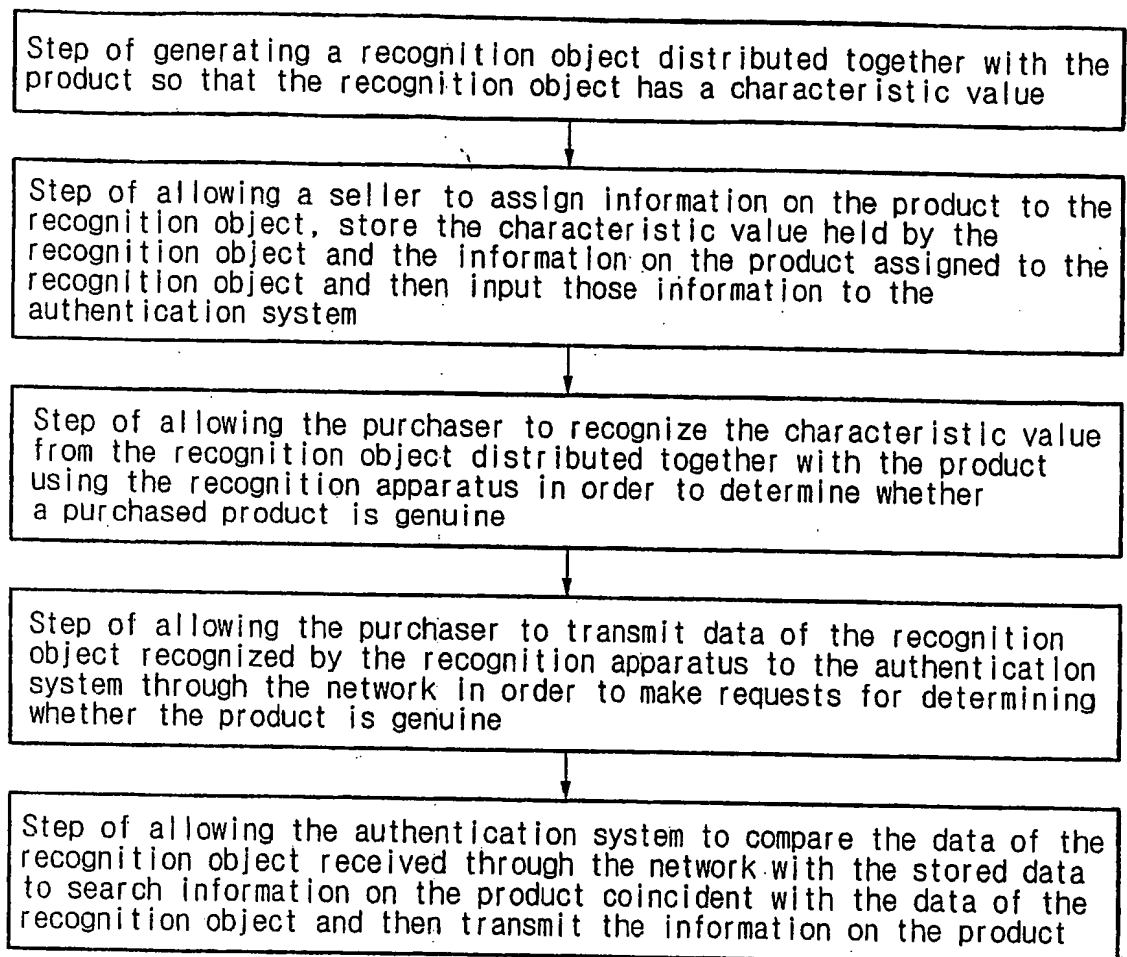 Step of generating a recognition object distributed together with the
product so that the recognition object has a characteristic value
Step of allowing a seller to assign information on the product to the
recognition object, store the characteristic value held by the
recognition object and the information on the product assigned to the
recognition object and then input those information to the
authentication system
Step of allowing the purchaser to recognize the characteristic value
from the recognition object distributed together with the product
using the recognition apparatus in order to determine whether
a purchased product is genuine
Step of allowing the purchaser to transmit data of the recognition
object recognized by the recognition apparatus to the authentication
system through the network in order to make requests for determining
whether the product is genuine
Step of allowing the authentication system to compare the data of the
recognition object received through the network with the stored data
to search information on the product coincident with the data of the
recognition object and then transmit the information on the product